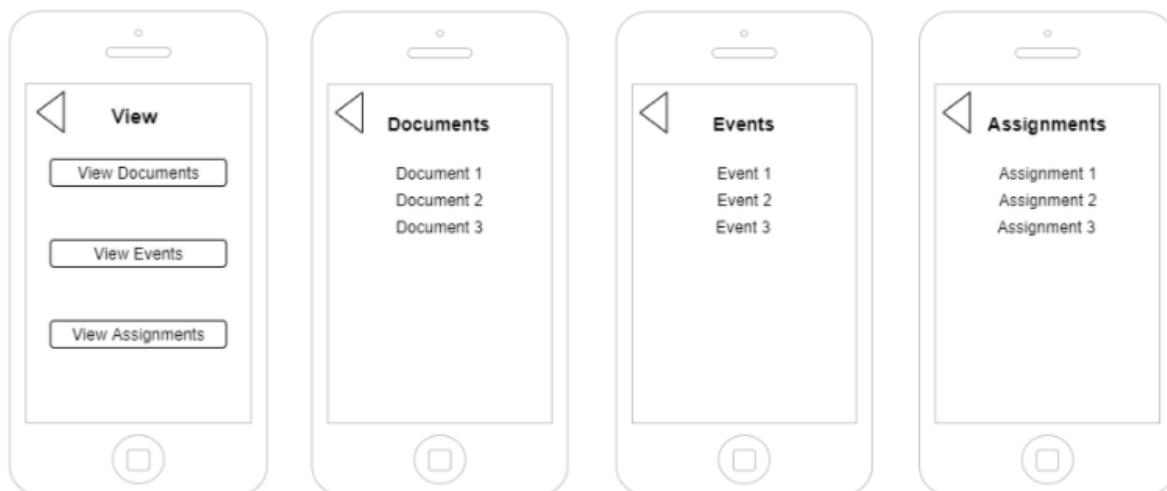 View
View Documents
View Events
View Assignments
Documents
Document 1
Document 2
Document 3
Events
Event 1
Event 2
Event 3
Assignments
Assignment 1
Assignment 2
Assignment 3